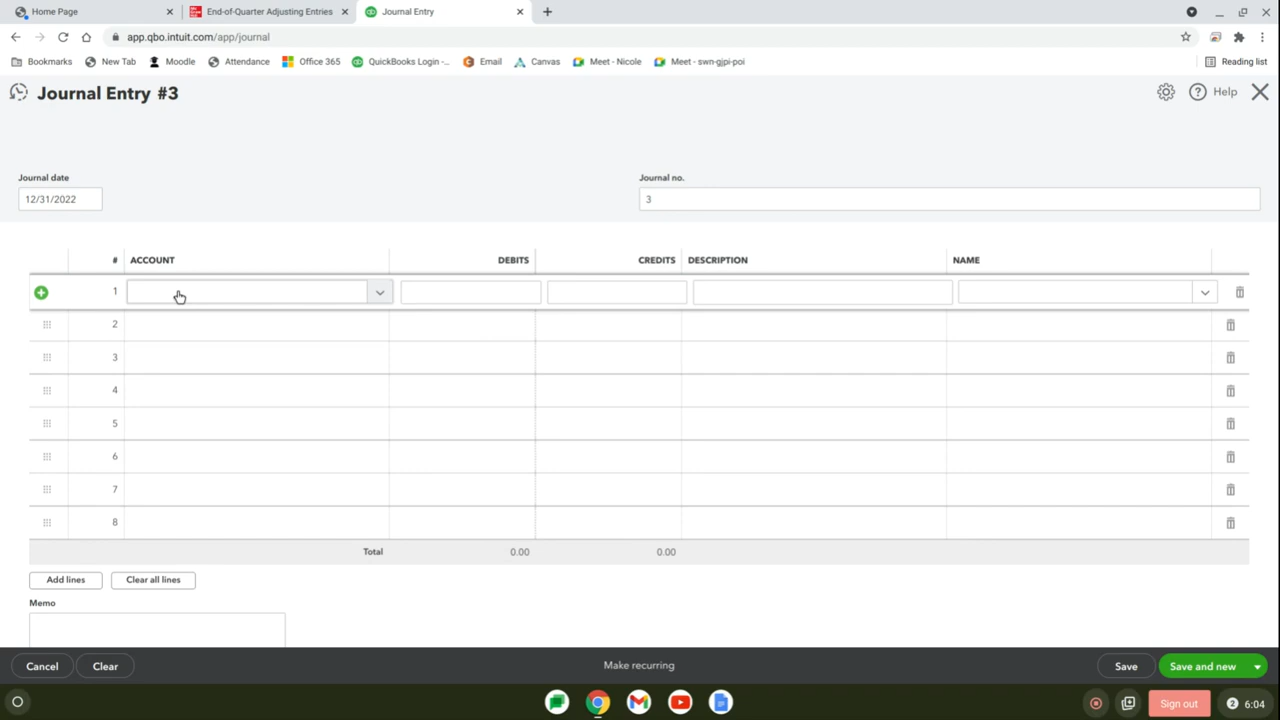 Home Page
End-of-Quarter Adjusting Entries
Journal Entry
app.qbo.intuit.com/app/journal
Bookmarks New Tab Moodle Attendance Office 365 QuickBooks Login -... Email Canvas Meet - Nicole Meet - swn-gjpi-poi Reading list
Journal Entry #3
Help
Journal date
Journal no.
12/31/2022
3
# ACCOUNT DEBITS CREDITS DESCRIPTION NAME
1
2
3
4
5
6
7
8
Total 0.00 0.00
Add lines Clear all lines
Memo
Cancel Clear Make recurring Save Save and new
Sign out 2 6:04